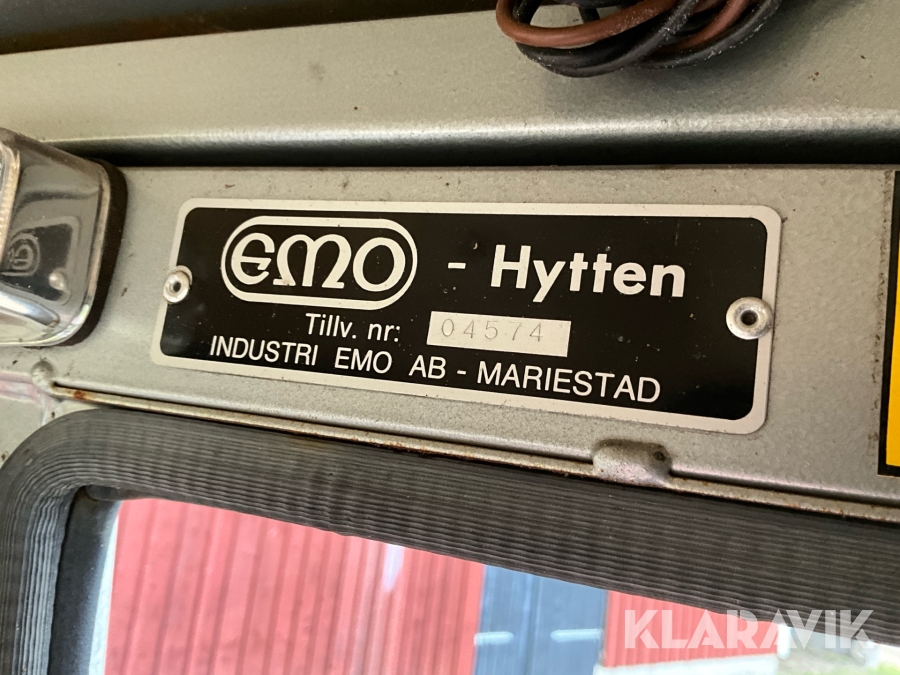 EMO - Hytten
Tillv. nr: 04574
INDUSTRI EMO AB - MARIESTAD
KLARAVIK